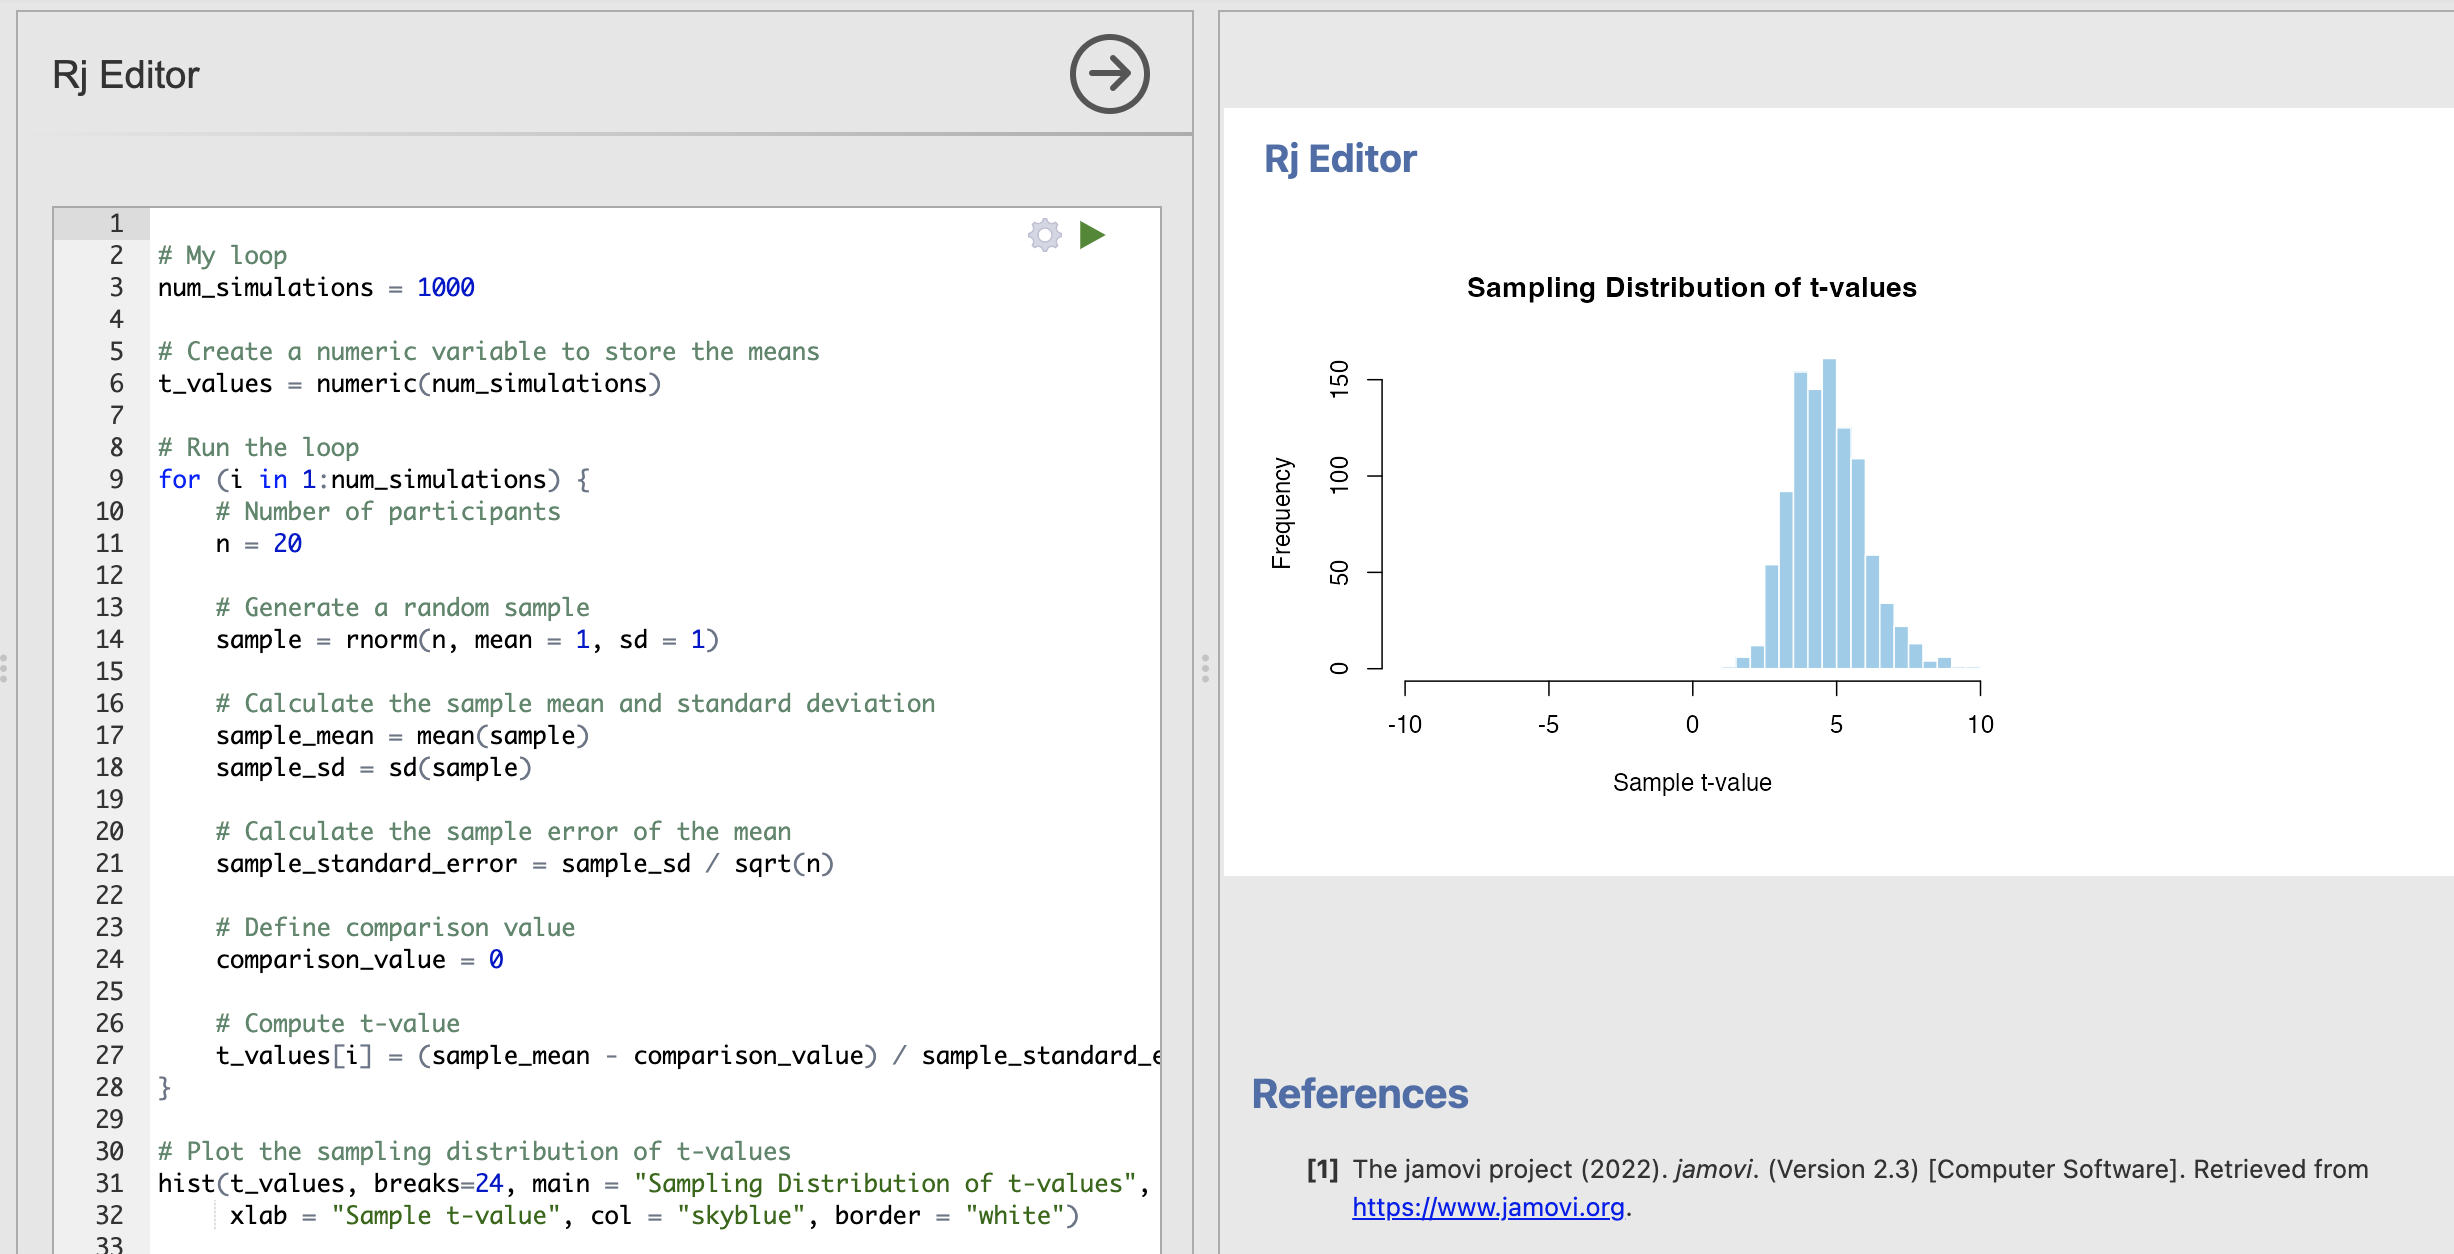 Rj Editor
1
2 # My loop
3 num_simulations = 1000
4
5 # Create a numeric variable to store the means
6 t_values = numeric(num_simulations)
7
8 # Run the loop
9 for (i in 1:num_simulations) {
10 # Number of participants
11 n = 20
12
13 # Generate a random sample
14 sample = rnorm(n, mean = 1, sd = 1)
15
16 # Calculate the sample mean and standard deviation
17 sample_mean = mean(sample)
18 sample_sd = sd(sample)
19
20 # Calculate the sample error of the mean
21 sample_standard_error = sample_sd / sqrt(n)
22
23 # Define comparison value
24 comparison_value = 0
25
26 # Compute t-value
27 t_values[i] = (sample_mean - comparison_value) / sample_standard_e
28 }
29
30 # Plot the sampling distribution of t-values
31 hist(t_values, breaks=24, main = "Sampling Distribution of t-values",
32 xlab = "Sample t-value", col = "skyblue", border = "white")
33
Rj Editor
Sampling Distribution of t-values
Frequency
150
100
50
0
-10 -5 0 5 10
Sample t-value
References
[1] The jamovi project (2022). jamovi. (Version 2.3) [Computer Software]. Retrieved from
https://www.jamovi.org.